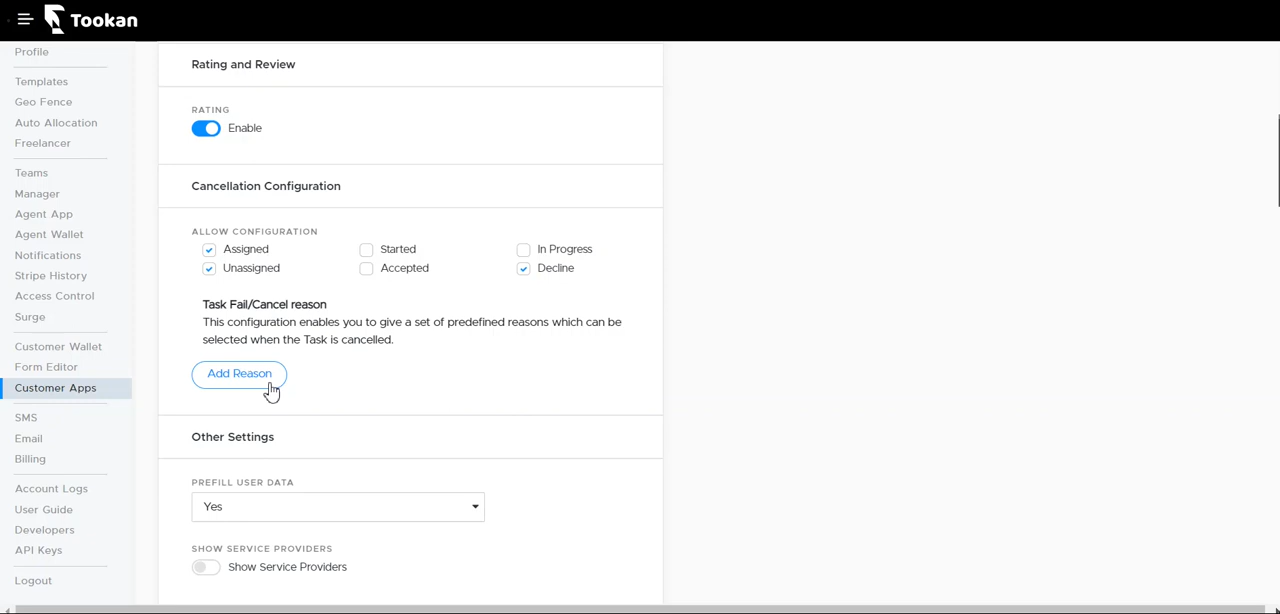 Tookan
Profile
Templates
Geo Fence
Auto Allocation
Freelancer
Teams
Manager
Agent App
Agent Wallet
Notifications
Stripe History
Access Control
Surge
Customer Wallet
Form Editor
Customer Apps
SMS
Email
Billing
Account Logs
User Guide
Developers
API Keys
Logout
Rating and Review
RATING
Enable
Cancellation Configuration
ALLOW CONFIGURATION
Assigned Started In Progress
Unassigned Accepted Decline
Task Fail/Cancel reason
This configuration enables you to give a set of predefined reasons which can be
selected when the Task is cancelled.
Add Reason
Other Settings
PREFILL USER DATA
Yes
SHOW SERVICE PROVIDERS
Show Service Providers